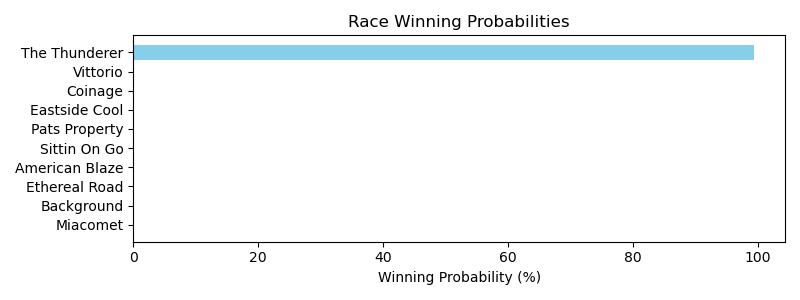 Race Winning Probabilities
The Thunderer
Vittorio
Coinage
Eastside Cool
Pats Property
Sittin On Go
American Blaze
Ethereal Road
Background
Miacomet
0 20 40 60 80 100
Winning Probability (%)